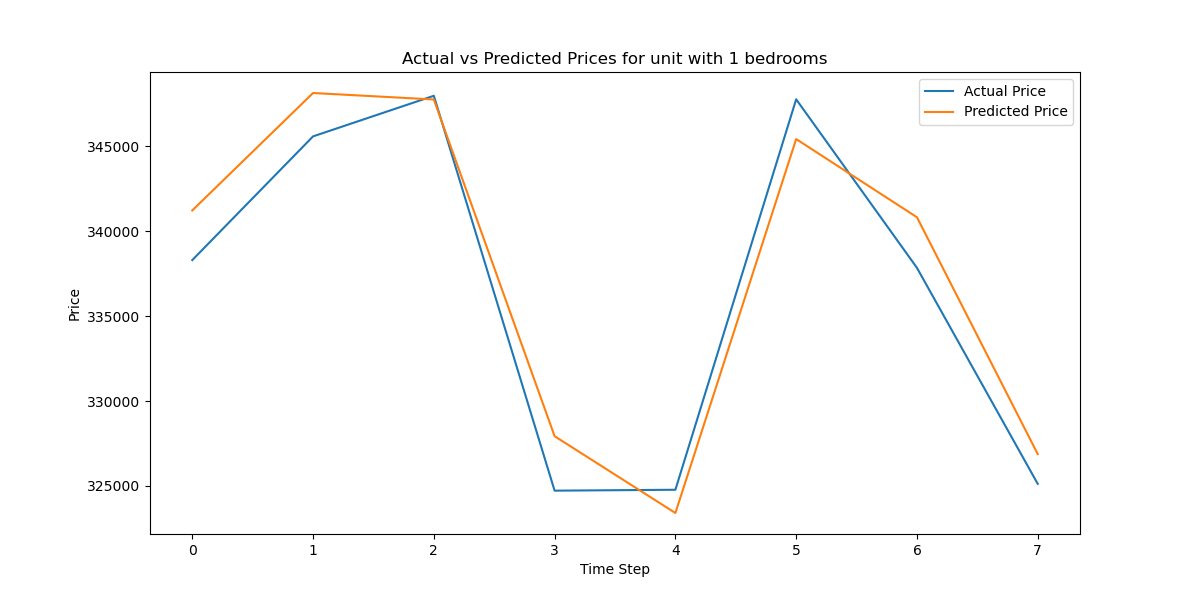 Actual vs Predicted Prices for unit with 1 bedrooms
Actual Price
Predicted Price
Price
345000
340000
335000
330000
325000
0 1 2 3 4 5 6 7
Time Step